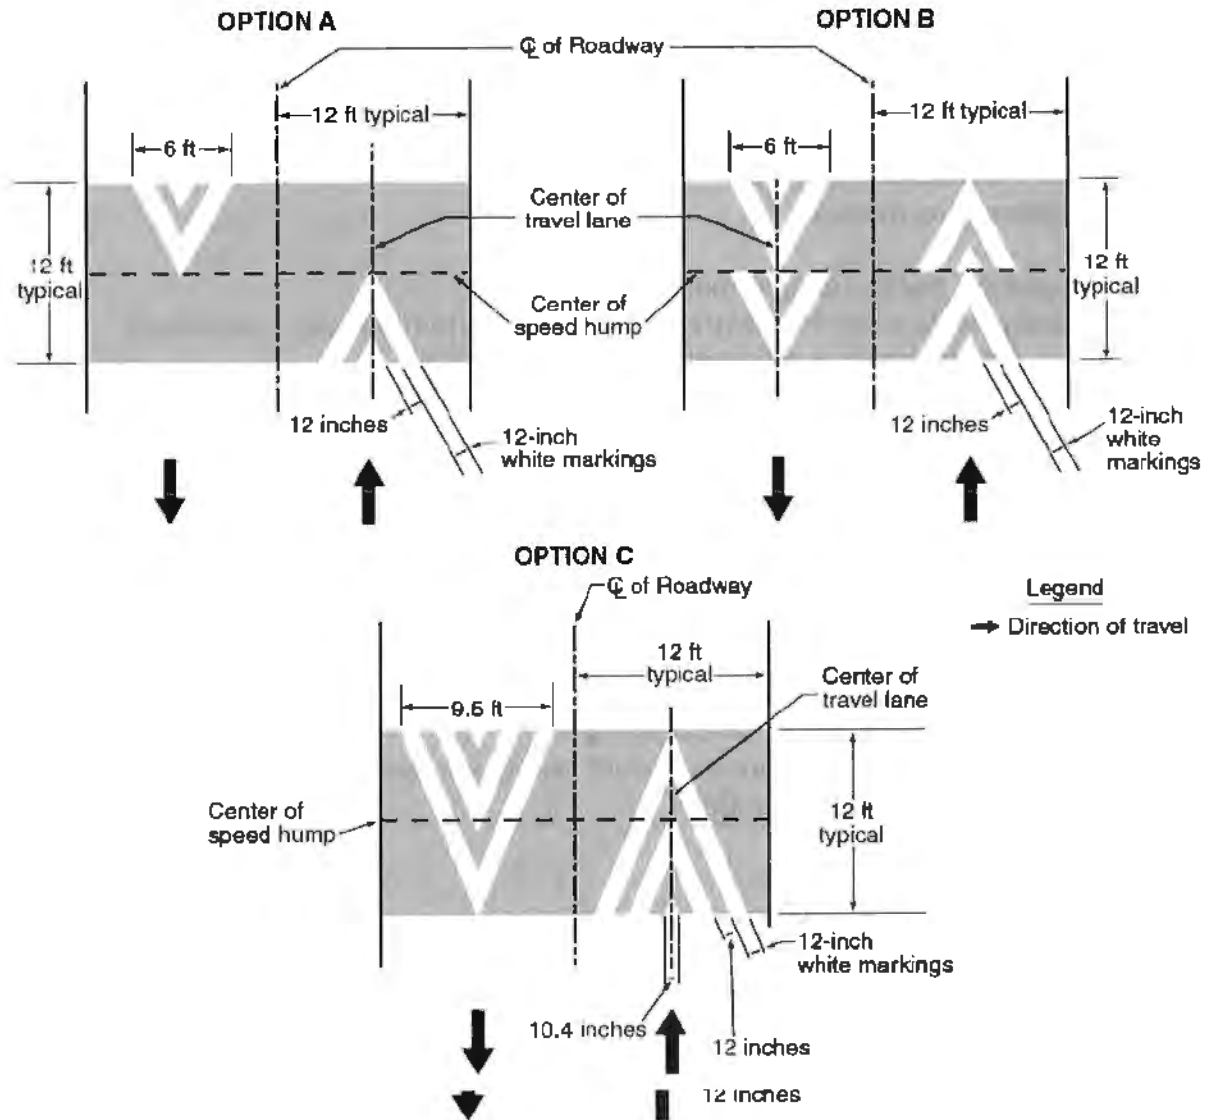 OPTION A
OPTION B
℄ of Roadway
12 ft typical
12 ft typical
6 ft
6 ft
Center of
travel lane
12 ft
typical
12 ft
typical
Center of
speed hump
12 inches
12-inch
white markings
12 inches
12-inch
white
markings
OPTION C
℄ of Roadway
Legend
Direction of travel
12 ft
typical
Center of
travel lane
9.5 ft
Center of
speed hump
12 ft
typical
12-inch
white markings
10.4 inches
12 inches
12 inches